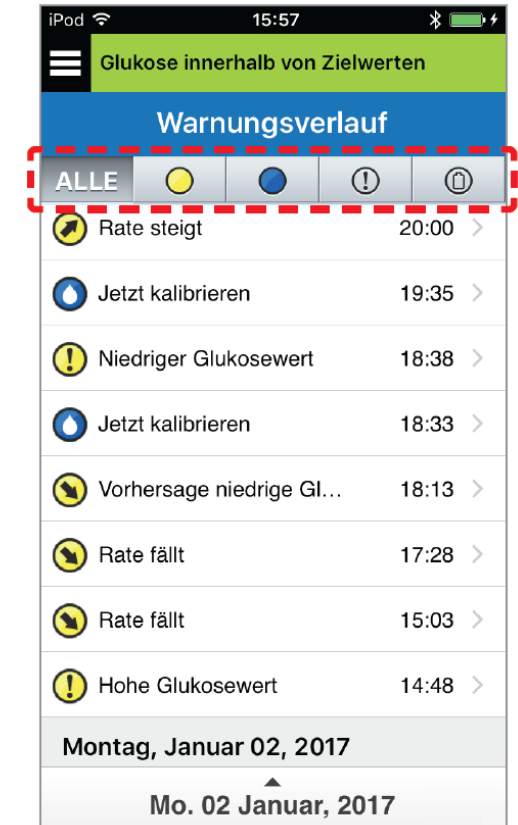 iPod 15:57
Glukose innerhalb von Zielwerten
Warnungsverlauf
ALLE
Rate steigt 20:00
Jetzt kalibrieren 19:35
Niedriger Glukosewert 18:38
Jetzt kalibrieren 18:33
Vorhersage niedrige Gl... 18:13
Rate fällt 17:28
Rate fällt 15:03
Hohe Glukosewert 14:48
Montag, Januar 02, 2017
Mo. 02 Januar, 2017